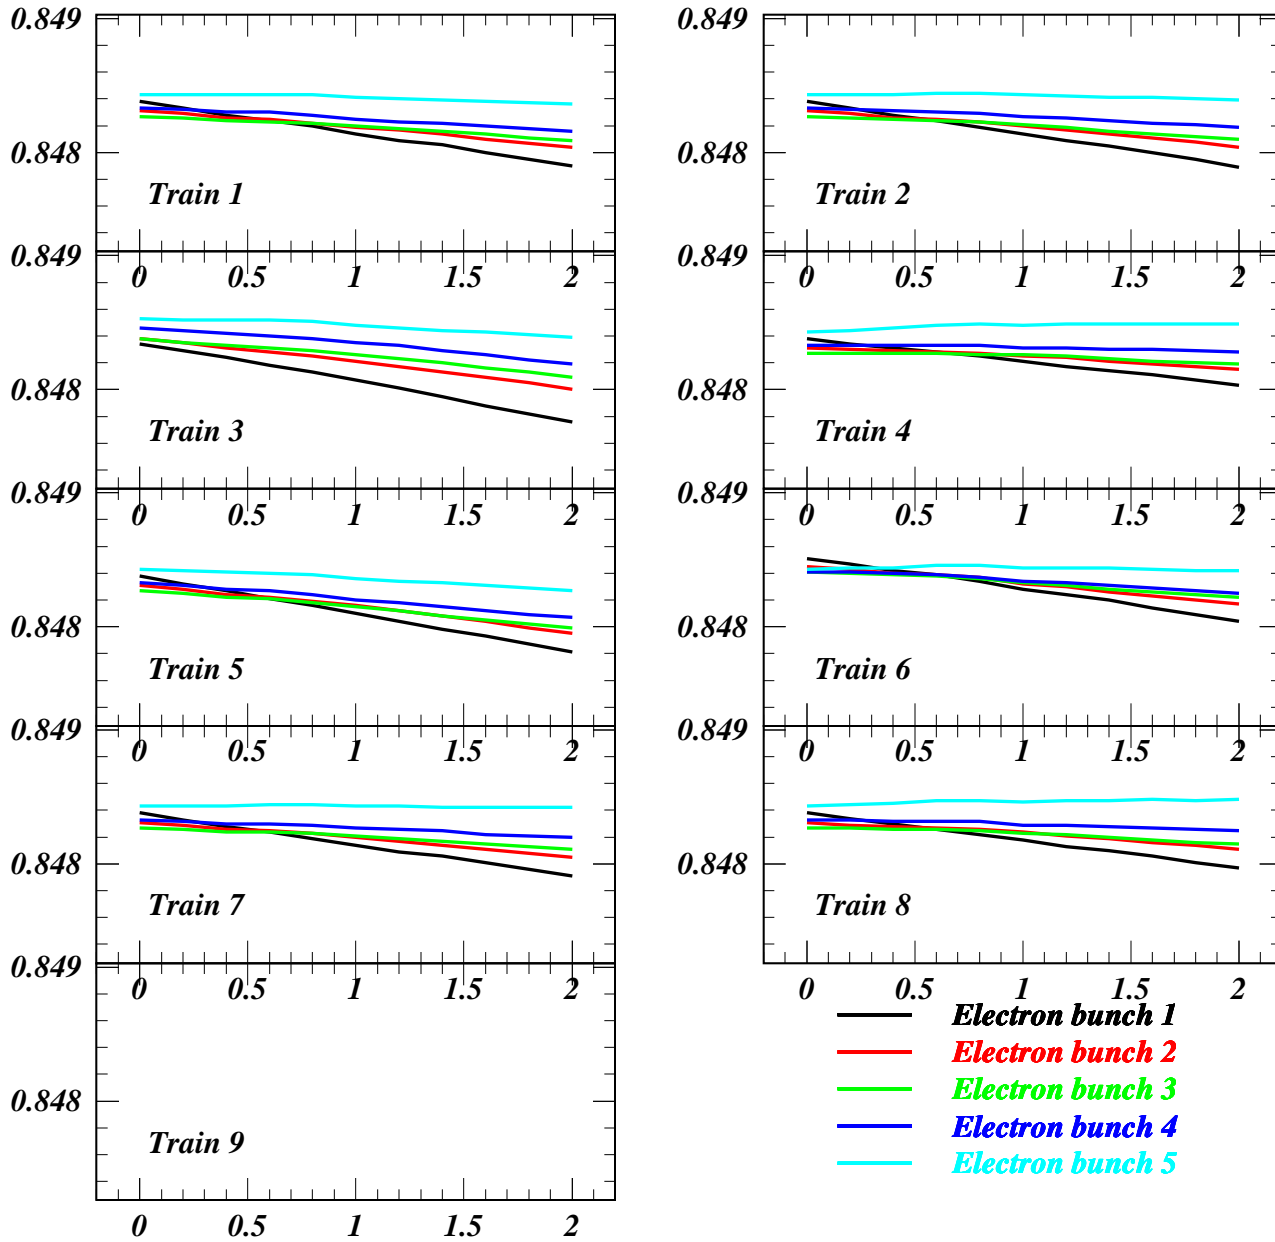 0.849 0.849
0.848 0.848
Train 1 Train 2
0.849 0 0.5 1 1.5 2 0.849 0 0.5 1 1.5 2
0.848 0.848
Train 3 Train 4
0.849 0 0.5 1 1.5 2 0.849 0 0.5 1 1.5 2
0.848 0.848
Train 5 Train 6
0.849 0 0.5 1 1.5 2 0.849 0 0.5 1 1.5 2
0.848 0.848
Train 7 Train 8
0.849 0 0.5 1 1.5 2 0 0.5 1 1.5 2
Electron bunch 1
Electron bunch 2
Electron bunch 3
0.848 Electron bunch 4
Train 9 Electron bunch 5
0 0.5 1 1.5 2